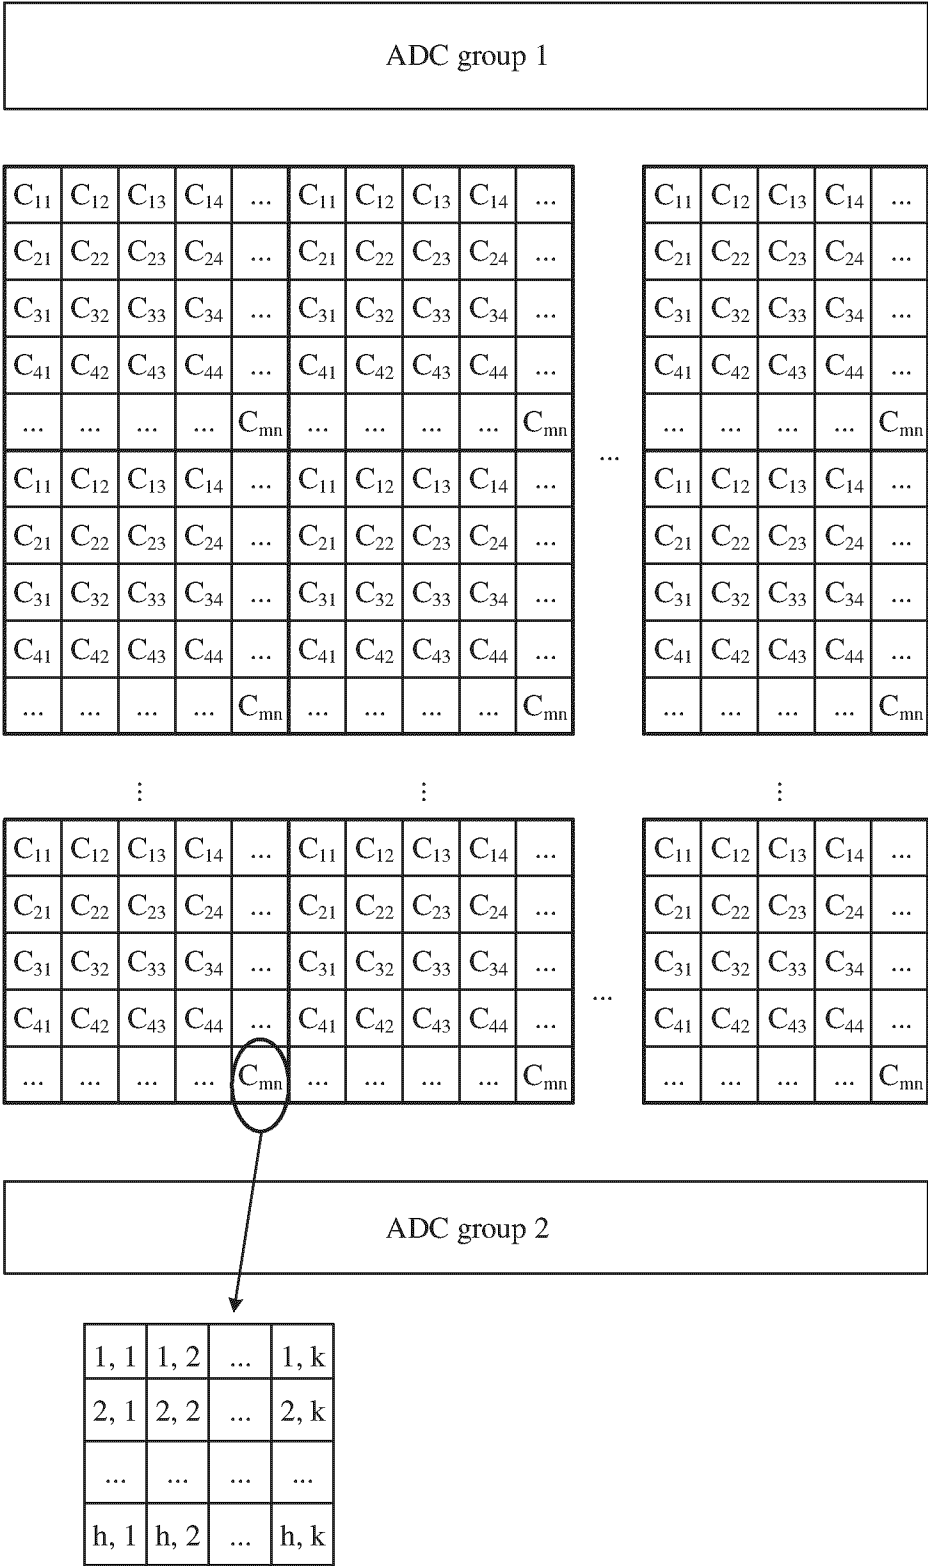 ADC group 1
C11 C12 C13 C14 ... C11 C12 C13 C14 ... C11 C12 C13 C14 ...
C21 C22 C23 C24 ... C21 C22 C23 C24 ... C21 C22 C23 C24 ...
C31 C32 C33 C34 ... C31 C32 C33 C34 ... C31 C32 C33 C34 ...
C41 C42 C43 C44 ... C41 C42 C43 C44 ... C41 C42 C43 C44 ...
... ... ... ... Cmn ... ... ... ... Cmn ... ... ... ... Cmn
...
C11 C12 C13 C14 ... C11 C12 C13 C14 ... C11 C12 C13 C14 ...
C21 C22 C23 C24 ... C21 C22 C23 C24 ... C21 C22 C23 C24 ...
C31 C32 C33 C34 ... C31 C32 C33 C34 ... C31 C32 C33 C34 ...
C41 C42 C43 C44 ... C41 C42 C43 C44 ... C41 C42 C43 C44 ...
... ... ... ... Cmn ... ... ... ... Cmn ... ... ... ... Cmn
⋮ ⋮ ⋮
C11 C12 C13 C14 ... C11 C12 C13 C14 ... C11 C12 C13 C14 ...
C21 C22 C23 C24 ... C21 C22 C23 C24 ... C21 C22 C23 C24 ...
C31 C32 C33 C34 ... C31 C32 C33 C34 ... C31 C32 C33 C34 ...
...
C41 C42 C43 C44 ... C41 C42 C43 C44 ... C41 C42 C43 C44 ...
... ... ... ... Cmn ... ... ... ... Cmn ... ... ... ... Cmn
ADC group 2
1, 1 1, 2 ... 1, k
2, 1 2, 2 ... 2, k
... ... ... ...
h, 1 h, 2 ... h, k